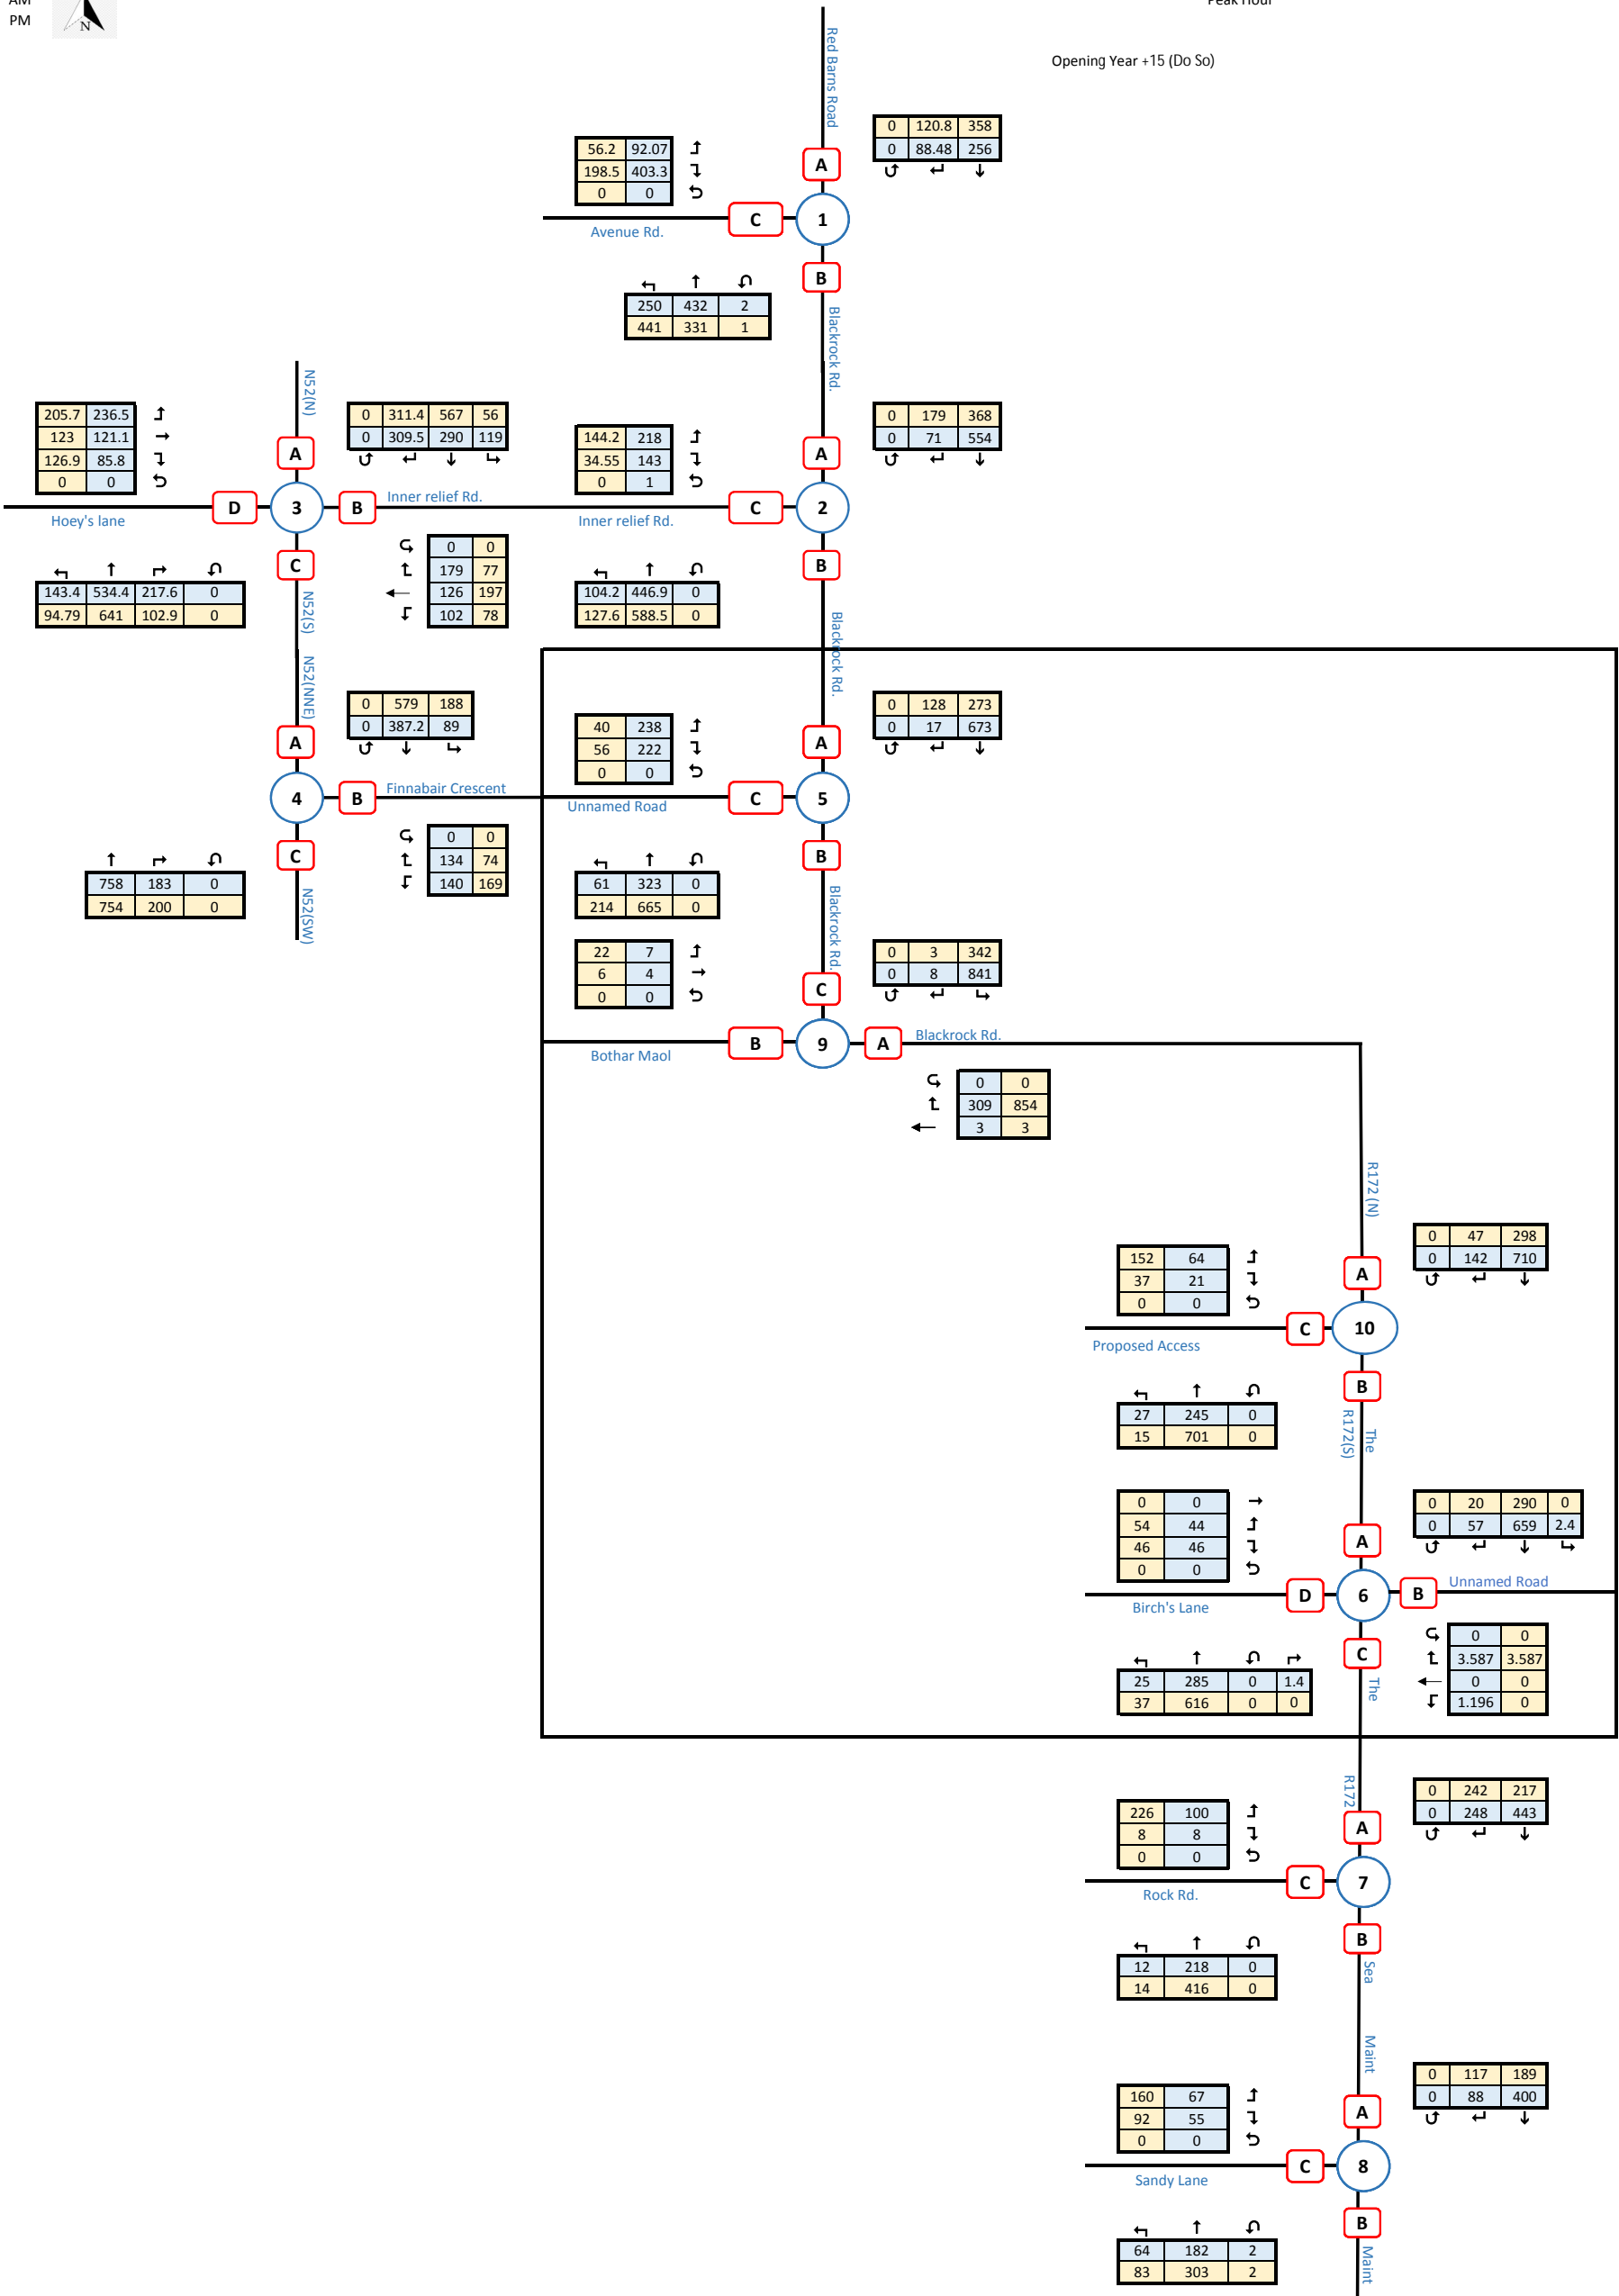 AM
PM
N
Peak Hour
Opening Year +15 (Do So)
Red Barns Road
0 120.8 358
0 88.48 256
56.2 92.07
198.5 403.3
0 0
A
C
1
Avenue Rd.
B
250 432 2
441 331 1
Blackrock Rd.
N52(N)
205.7 236.5
123 121.1
126.9 85.8
0 0
0 311.4 567 56
0 309.5 290 119
144.2 218
34.55 143
0 1
0 179 368
0 71 554
A
A
D
3
B
Inner relief Rd.
C
2
Hoey's lane
Inner relief Rd.
C
B
0 0
179 77
126 197
102 78
143.4 534.4 217.6 0
94.79 641 102.9 0
104.2 446.9 0
127.6 588.5 0
N52(S)
Blackrock Rd.
N52(NNE)
0 579 188
0 387.2 89
40 238
56 222
0 0
0 128 273
0 17 673
A
A
4
B
Finnabair Crescent
Unnamed Road
C
5
C
B
0 0
134 74
140 169
758 183 0
754 200 0
61 323 0
214 665 0
N52(SW)
Blackrock Rd.
22 7
6 4
0 0
0 3 342
0 8 841
C
Bothar Maol
B
9
A
Blackrock Rd.
0 0
309 854
3 3
R172 (N)
0 47 298
0 142 710
152 64
37 21
0 0
A
C
10
Proposed Access
B
27 245 0
15 701 0
R172(S)
The
0 0
54 44
46 46
0 0
0 20 290 0
0 57 659 2.4
A
D
6
B
Unnamed Road
Birch's Lane
C
25 285 0 1.4
37 616 0 0
0 0
3.587 3.587
0 0
1.196 0
The
R172
0 242 217
0 248 443
226 100
8 8
0 0
A
C
7
Rock Rd.
B
12 218 0
14 416 0
Sea
Maint
0 117 189
0 88 400
160 67
92 55
0 0
A
C
8
Sandy Lane
B
64 182 2
83 303 2
Maint